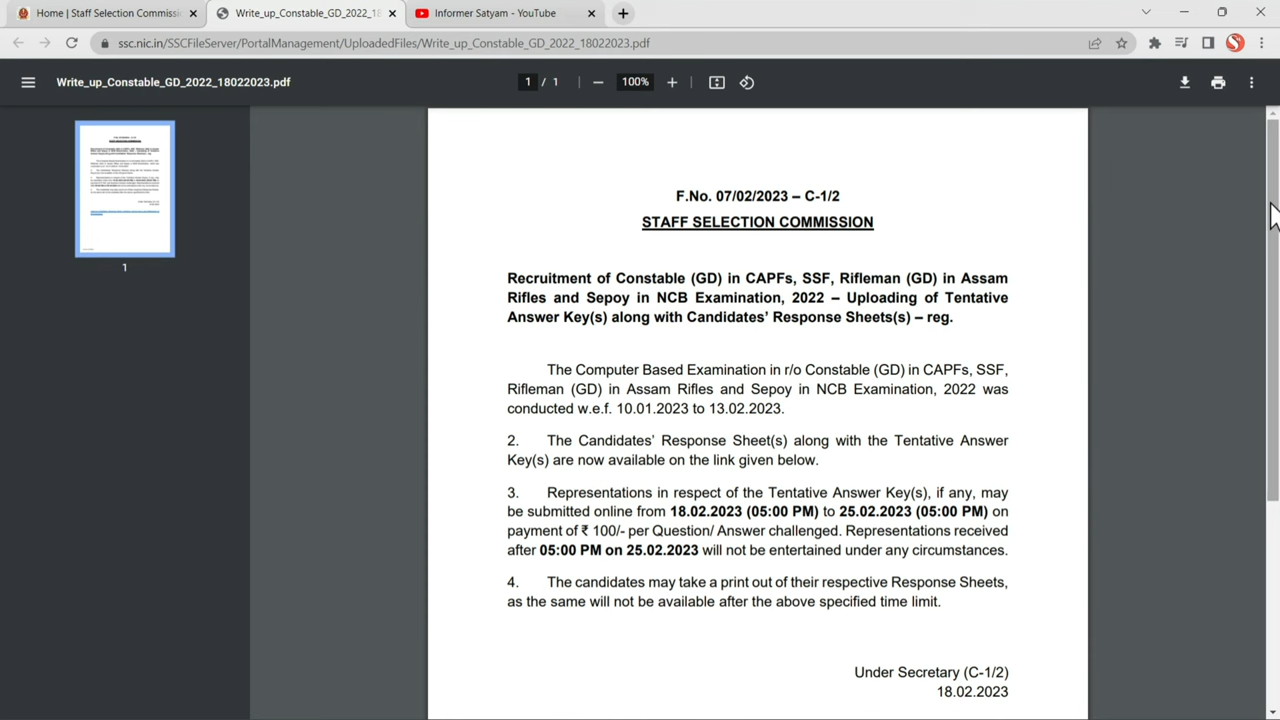 Home | Staff Selection Commissi
Write_up_Constable_GD_2022_18
Informer Satyam - YouTube
ssc.nic.in/SSCFileServer/PortalManagement/UploadedFiles/Write_up_Constable_GD_2022_18022023.pdf
Write_up_Constable_GD_2022_18022023.pdf
1 / 1
100%
1
F.No. 07/02/2023 – C-1/2
STAFF SELECTION COMMISSION
Recruitment of Constable (GD) in CAPFs, SSF, Rifleman (GD) in Assam
Rifles and Sepoy in NCB Examination, 2022 – Uploading of Tentative
Answer Key(s) along with Candidates' Response Sheets(s) – reg.
The Computer Based Examination in r/o Constable (GD) in CAPFs, SSF,
Rifleman (GD) in Assam Rifles and Sepoy in NCB Examination, 2022 was
conducted w.e.f. 10.01.2023 to 13.02.2023.
2. The Candidates' Response Sheet(s) along with the Tentative Answer
Key(s) are now available on the link given below.
3. Representations in respect of the Tentative Answer Key(s), if any, may
be submitted online from 18.02.2023 (05:00 PM) to 25.02.2023 (05:00 PM) on
payment of ₹ 100/- per Question/ Answer challenged. Representations received
after 05:00 PM on 25.02.2023 will not be entertained under any circumstances.
4. The candidates may take a print out of their respective Response Sheets,
as the same will not be available after the above specified time limit.
Under Secretary (C-1/2)
18.02.2023